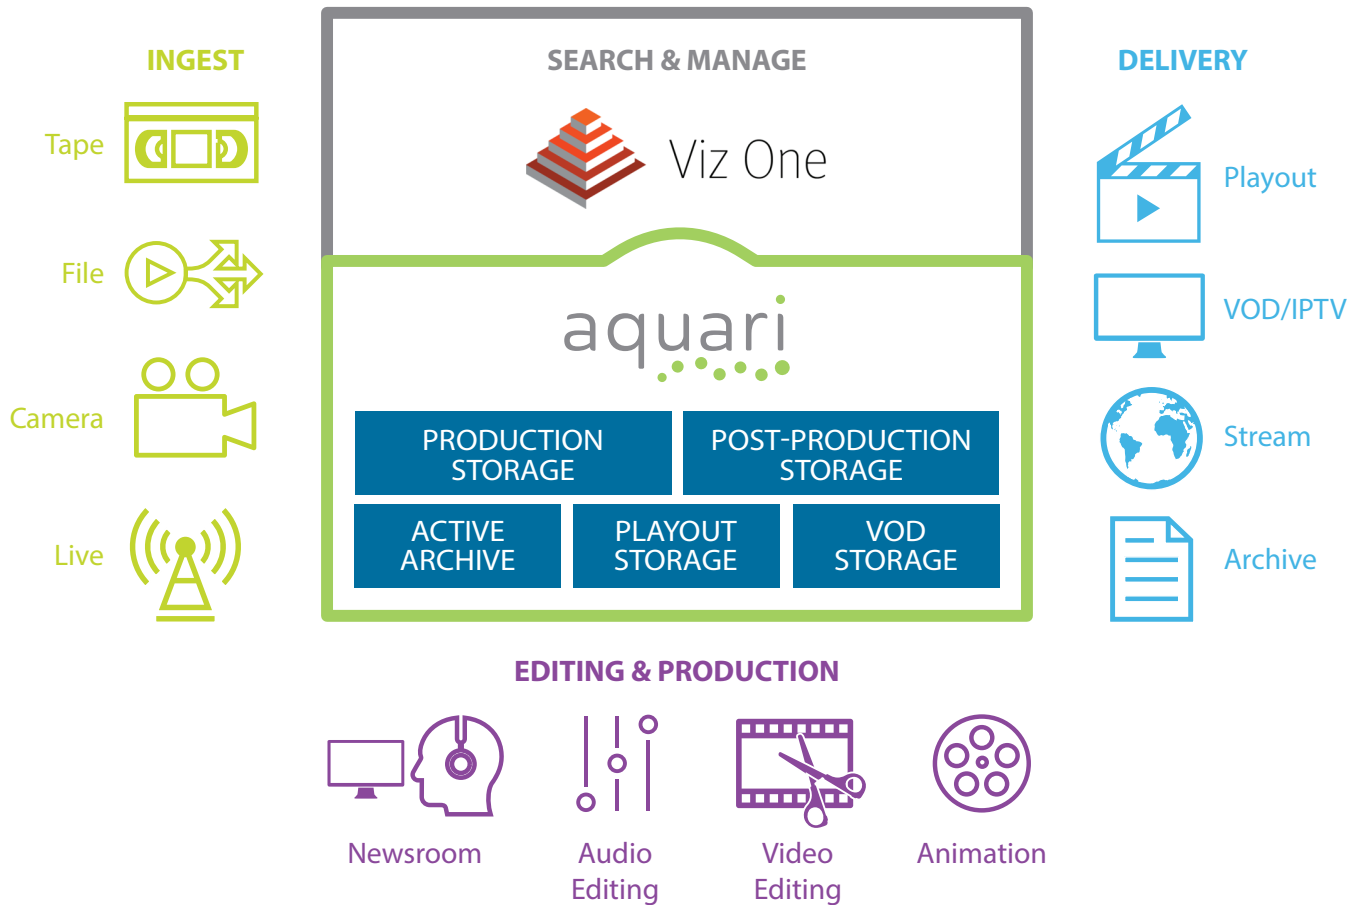 INGEST
Tape
File
Camera
Live
SEARCH & MANAGE
Viz One
aquari
PRODUCTION
STORAGE
POST-PRODUCTION
STORAGE
ACTIVE
ARCHIVE
PLAYOUT
STORAGE
VOD
STORAGE
DELIVERY
Playout
VOD/IPTV
Stream
Archive
EDITING & PRODUCTION
Newsroom
Audio
Editing
Video
Editing
Animation